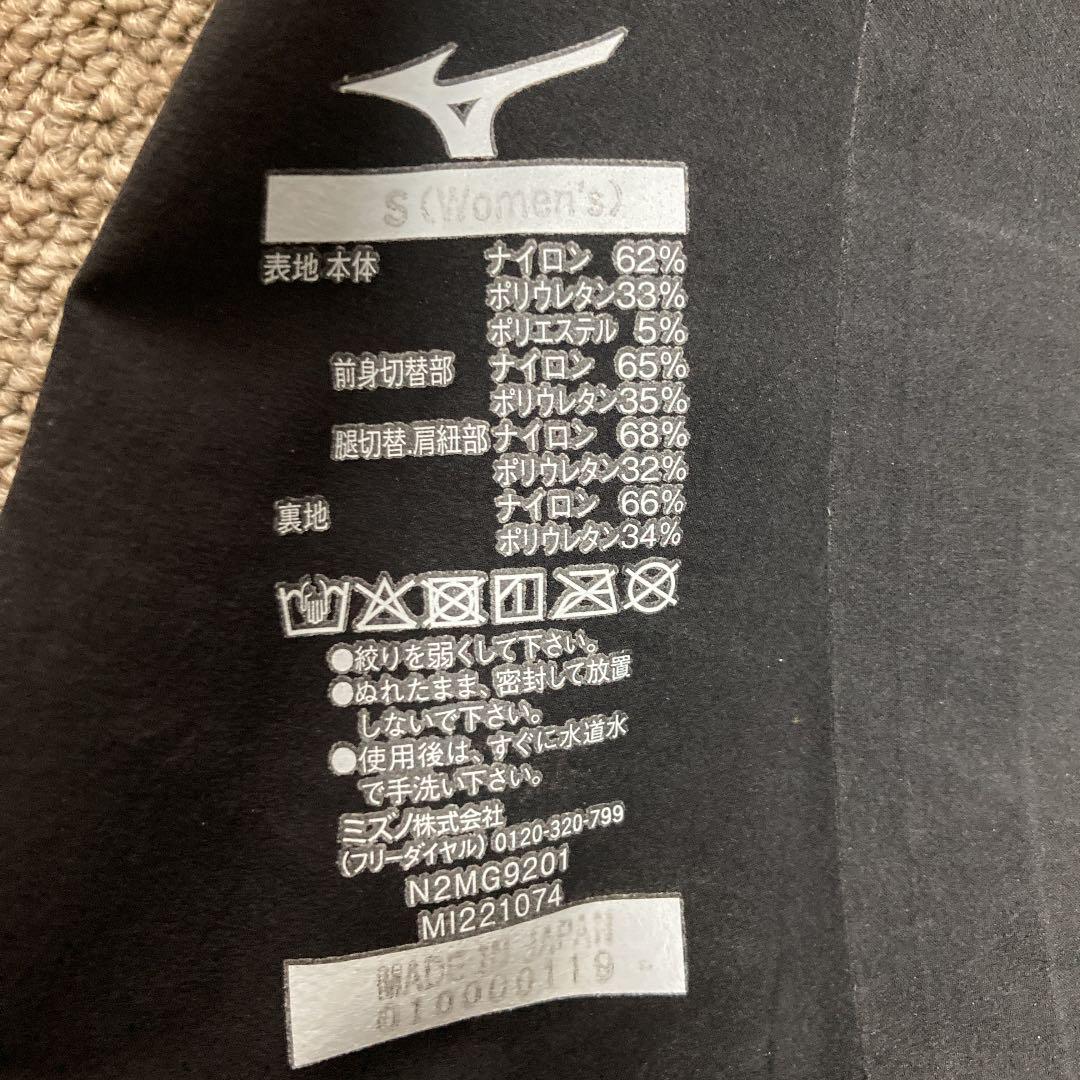 S(Women's)
表地 本体 ナイロン 62%
ポリウレタン33%
ポリエステル 5%
前身切替部 ナイロン 65%
ポリウレタン35%
腿切替.肩紐部 ナイロン 68%
ポリウレタン32%
裏地 ナイロン 66%
ポリウレタン34%
●絞りを弱くして下さい。
●ぬれたまま、密封して放置
しないで下さい。
●使用後は、すぐに水道水
で手洗い下さい。
ミズノ株式会社
(フリーダイヤル) 0120-320-799
N2MG9201
MI221074
MADE IN JAPAN